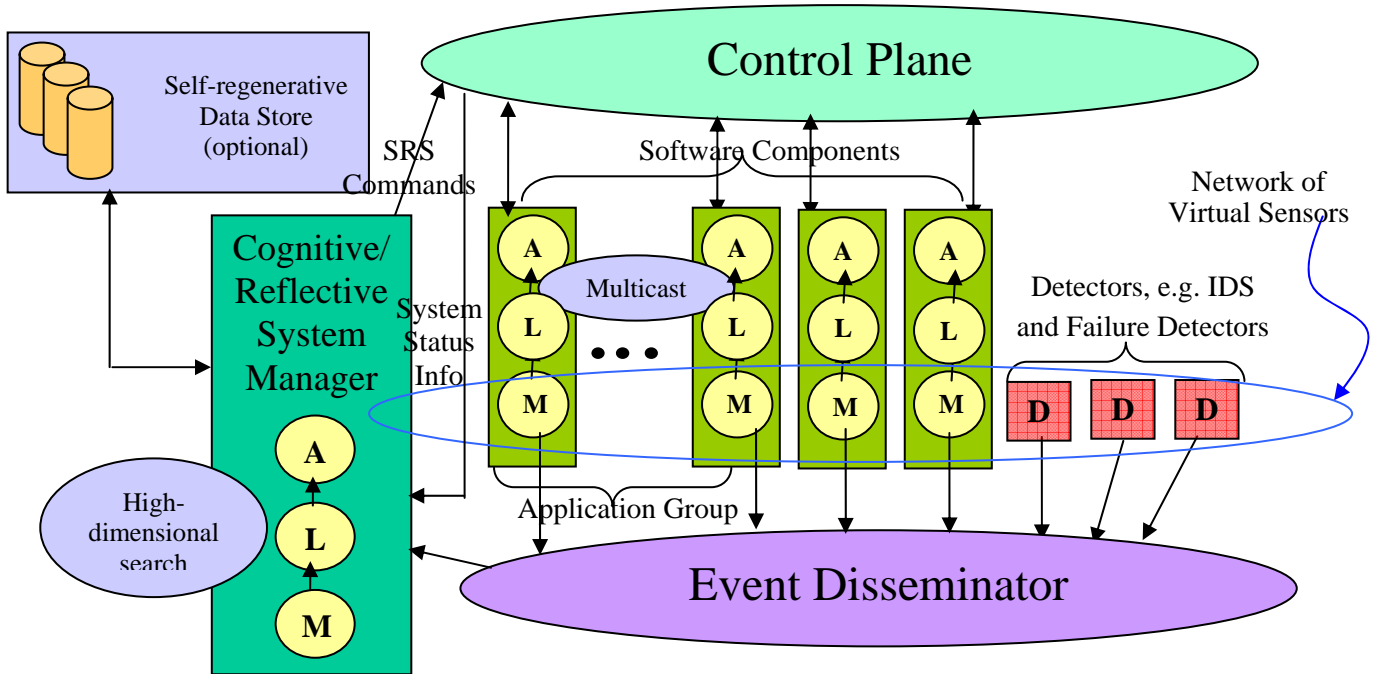 Control Plane
Self-regenerative
Data Store
(optional)
SRS
Commands
Software Components
Network of
Virtual Sensors
Cognitive/
Reflective
System
Manager
System
Status
Info
A
A
A
A
Multicast
L
L
L
L
Detectors, e.g. IDS
and Failure Detectors
• • •
M
M
M
M
D
D
D
A
L
M
High-
dimensional
search
Application Group
Event Disseminator